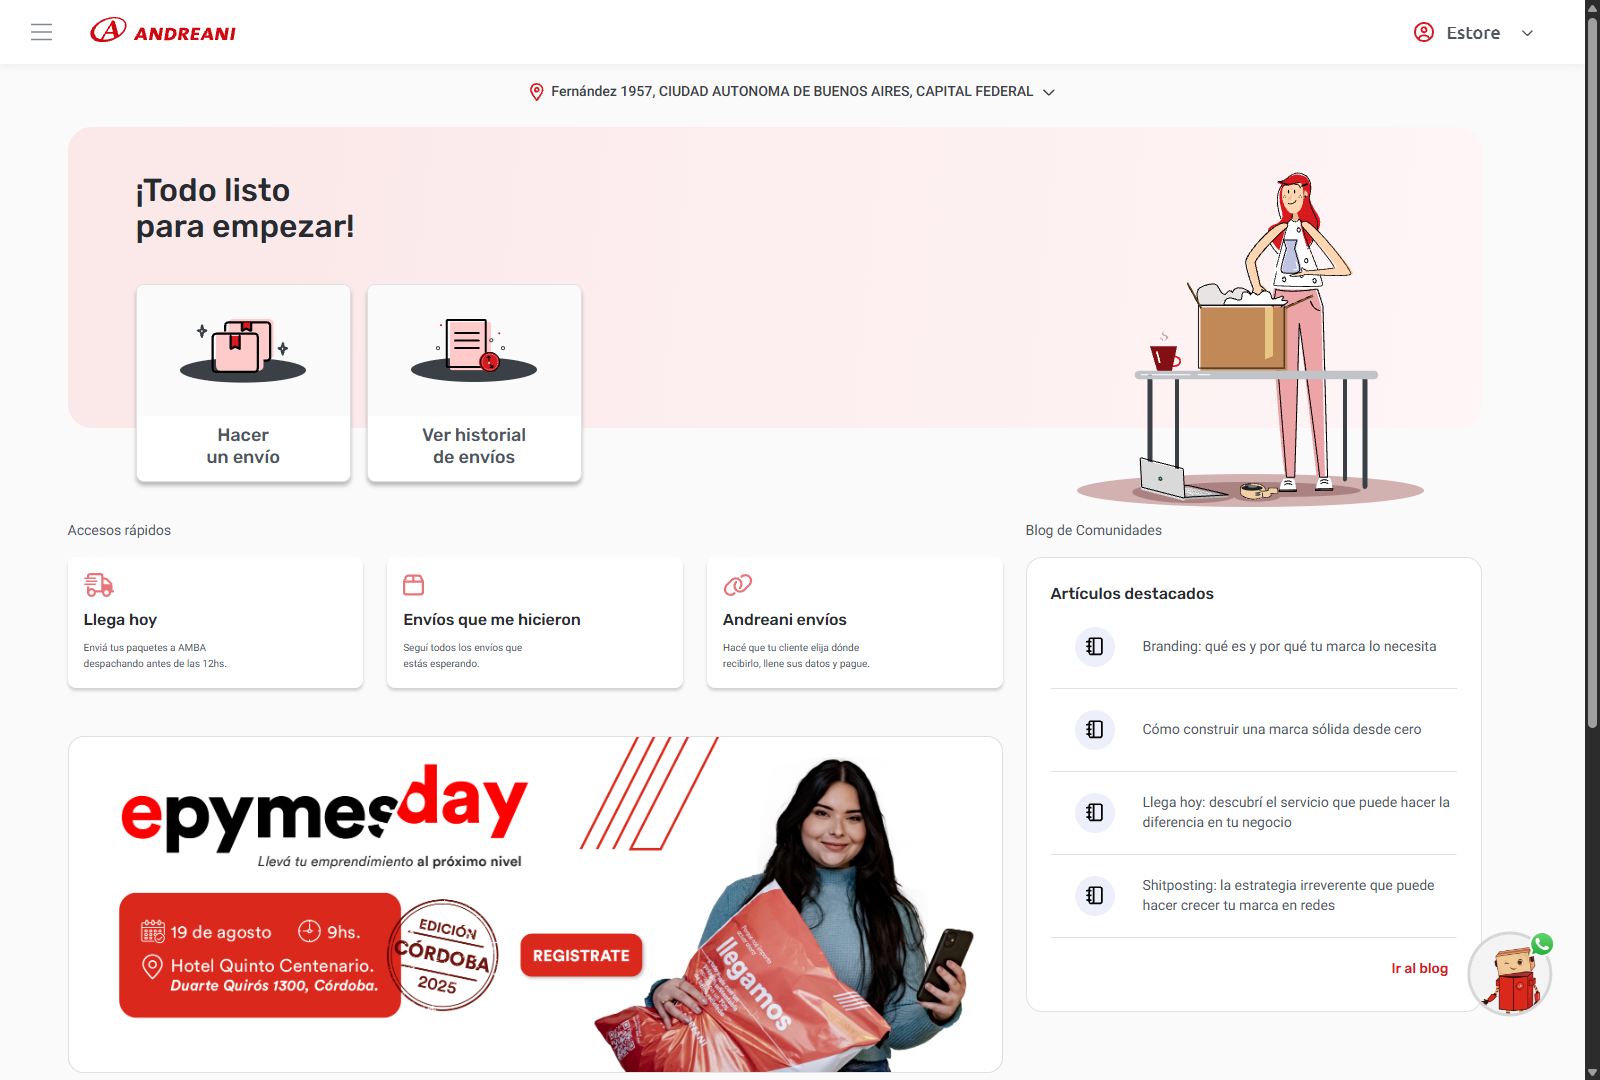 ANDREANI
Estore
Fernández 1957, CIUDAD AUTONOMA DE BUENOS AIRES, CAPITAL FEDERAL
¡Todo listo
para empezar!
Hacer
un envío
Ver historial
de envíos
Accesos rápidos
Llega hoy
Enviá tus paquetes a AMBA
despachando antes de las 12hs.
Envíos que me hicieron
Seguí todos los envíos que
estás esperando.
Andreani envíos
Hacé que tu cliente elija dónde
recibirlo, llene sus datos y pague.
epymesday
Llevá tu emprendimiento al próximo nivel
19 de agosto
9hs.
Hotel Quinto Centenario.
Duarte Quirós 1300, Córdoba.
EDICIÓN
CÓRDOBA
2025
REGISTRATE
llegamos
ANDREANI
Blog de Comunidades
Artículos destacados
Branding: qué es y por qué tu marca lo necesita
Cómo construir una marca sólida desde cero
Llega hoy: descubrí el servicio que puede hacer la
diferencia en tu negocio
Shitposting: la estrategia irreverente que puede
hacer crecer tu marca en redes
Ir al blog